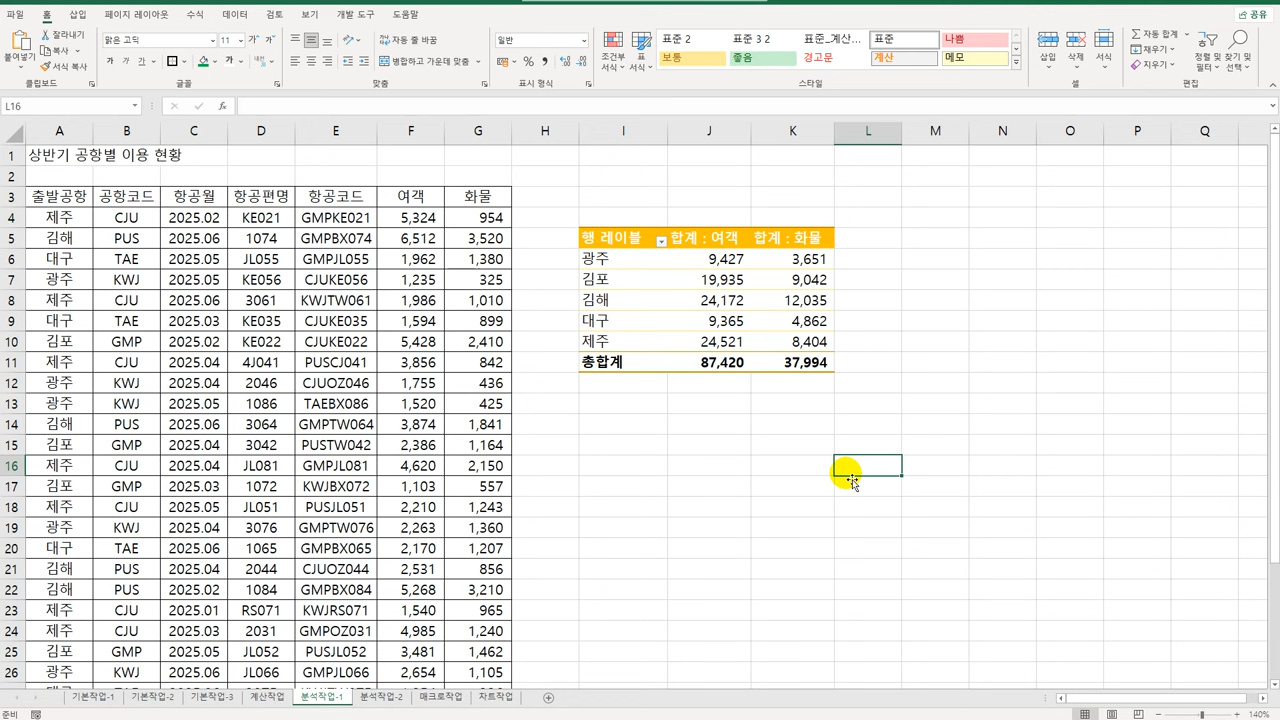 파일 홈 삽입 페이지 레이아웃 수식 데이터 검토 보기 개발 도구 도움말 공유
붙여넣기 잘라내기 복사 서식 복사 클립보드
맑은 고딕 11 가 가 가 글꼴
자동 줄 바꿈 병합하고 가운데 맞춤 맞춤
일반 % 표시 형식
조건부 서식 표 서식 표준 2 표준 3 2 표준_계산... 표준 나쁨
보통 좋음 경고문 계산 메모 스타일
삽입 삭제 서식 셀
자동 합계 채우기 지우기 정렬 및 필터 찾기 및 선택 편집
L16 fx
A B C D E F G H I J K L M N O P Q
1 상반기 공항별 이용 현황
2
3 출발공항 공항코드 항공월 항공편명 항공코드 여객 화물
4 제주 CJU 2025.02 KE021 GMPKE021 5,324 954
5 김해 PUS 2025.06 1074 GMPBX074 6,512 3,520 행 레이블 합계 : 여객 합계 : 화물
6 대구 TAE 2025.05 JL055 GMPJL055 1,962 1,380 광주 9,427 3,651
7 광주 KWJ 2025.05 KE056 CJUKE056 1,235 325 김포 19,935 9,042
8 제주 CJU 2025.06 3061 KWJTW061 1,986 1,010 김해 24,172 12,035
9 대구 TAE 2025.03 KE035 CJUKE035 1,594 899 대구 9,365 4,862
10 김포 GMP 2025.02 KE022 CJUKE022 5,428 2,410 제주 24,521 8,404
11 제주 CJU 2025.04 4J041 PUSCJ041 3,856 842 총합계 87,420 37,994
12 광주 KWJ 2025.04 2046 CJUOZ046 1,755 436
13 광주 KWJ 2025.05 1086 TAEBX086 1,520 425
14 김해 PUS 2025.06 3064 GMPTW064 3,874 1,841
15 김포 GMP 2025.04 3042 PUSTW042 2,386 1,164
16 제주 CJU 2025.04 JL081 GMPJL081 4,620 2,150
17 김포 GMP 2025.03 1072 KWJBX072 1,103 557
18 제주 CJU 2025.05 JL051 PUSJL051 2,210 1,243
19 광주 KWJ 2025.04 3076 GMPTW076 2,263 1,360
20 대구 TAE 2025.06 1065 GMPBX065 2,170 1,207
21 김해 PUS 2025.04 2044 CJUOZ044 2,531 856
22 김해 PUS 2025.02 1084 GMPBX084 5,268 3,210
23 제주 CJU 2025.01 RS071 KWJRS071 1,540 965
24 제주 CJU 2025.03 2031 GMPOZ031 4,985 1,240
25 김포 GMP 2025.05 JL052 PUSJL052 3,481 1,462
26 광주 KWJ 2025.06 JL066 GMPJL066 2,654 1,105
기본작업-1 기본작업-2 기본작업-3 계산작업 분석작업-1 분석작업-2 매크로작업 차트작업
준비 140%